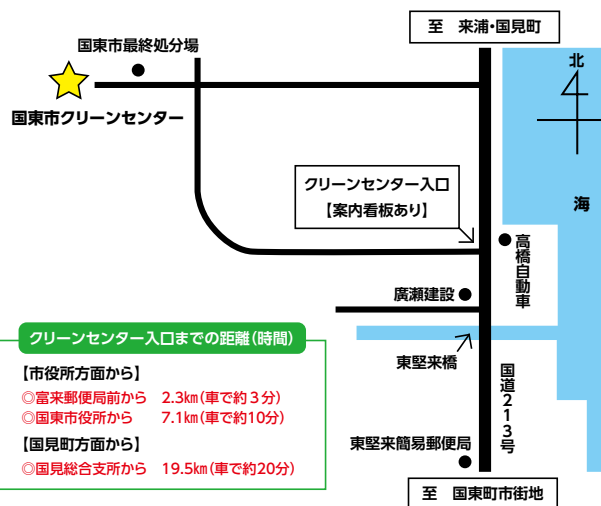 至 来浦・国見町
国東市最終処分場
北
国東市クリーンセンター
クリーンセンター入口
【案内看板あり】
海
高橋自動車
廣瀬建設
クリーンセンター入口までの距離(時間)
【市役所方面から】
◎富来郵便局前から 2.3km(車で約3分)
◎国東市役所から 7.1km(車で約10分)
【国見町方面から】
◎国見総合支所から 19.5km(車で約20分)
東堅来橋
国道213号
東堅来簡易郵便局
至 国東町市街地